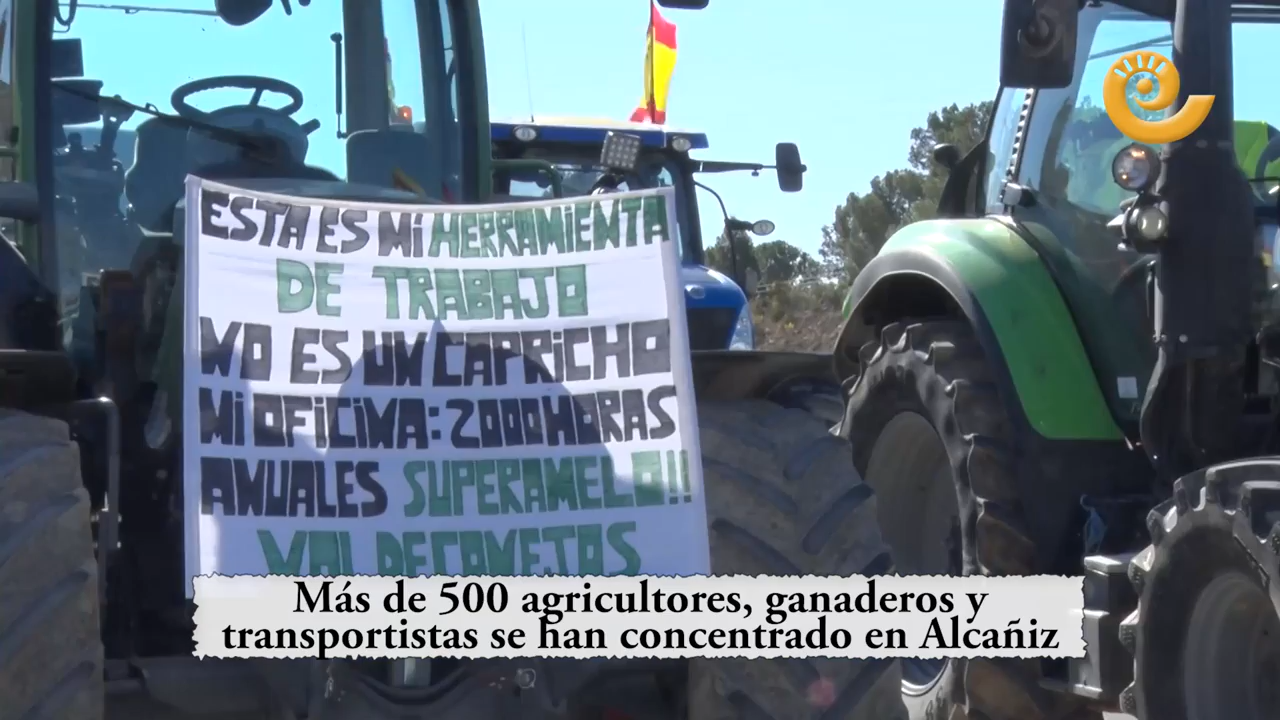 ESTA ES MI HERRAMIENTA
DE TRABAJO
NO ES UN CAPRICHO
MI OFICINA: 2000 HORAS
ANUALES SUPERAMELO!!
Más de 500 agricultores, ganaderos y
transportistas se han concentrado en Alcañiz